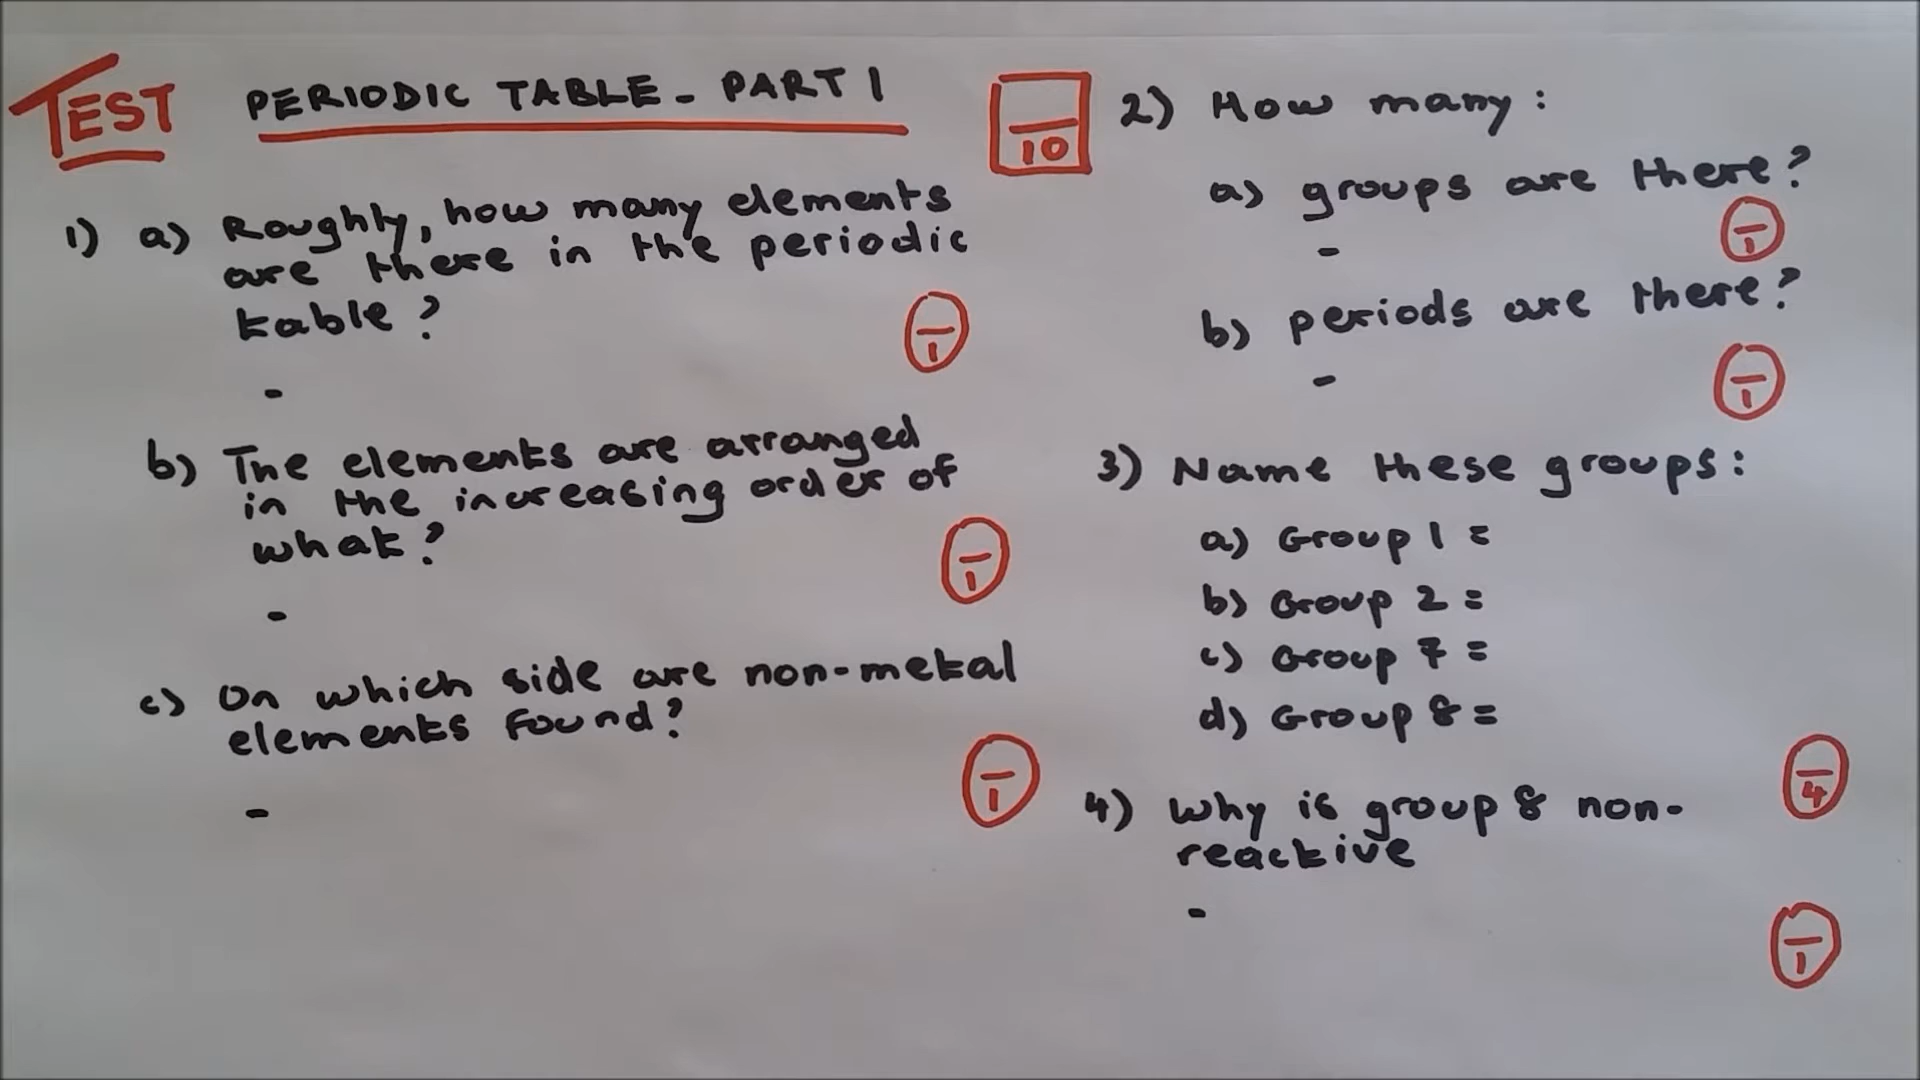 TEST PERIODIC TABLE - PART 1
10
1) a) Roughly, how many elements
are there in the periodic
table?
1
-
b) The elements are arranged
in the increasing order of
what?
1
-
c) On which side are non-metal
elements found?
1
-
2) How many:
a) groups are there?
1
-
b) periods are there?
1
-
3) Name these groups:
a) Group 1 =
b) Group 2 =
c) Group 7 =
d) Group 8 =
4
4) Why is group 8 non-
reactive
-
1